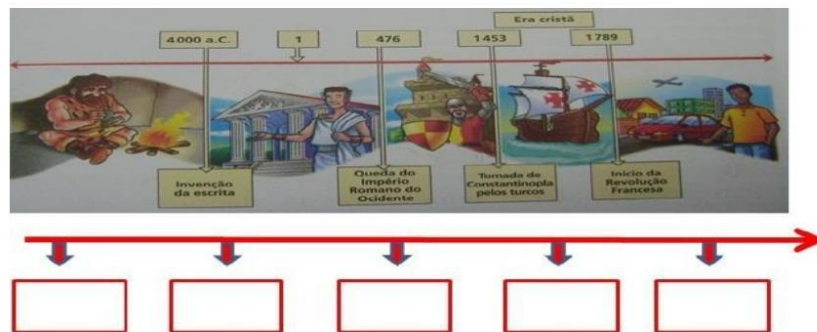 Era cristã
4000 a.C.
1
476
1453
1789
Invenção
da escrita
Queda do
Império
Romano do
Ocidente
Tomada de
Constantinopla
pelos turcos
Início da
Revolução
Francesa